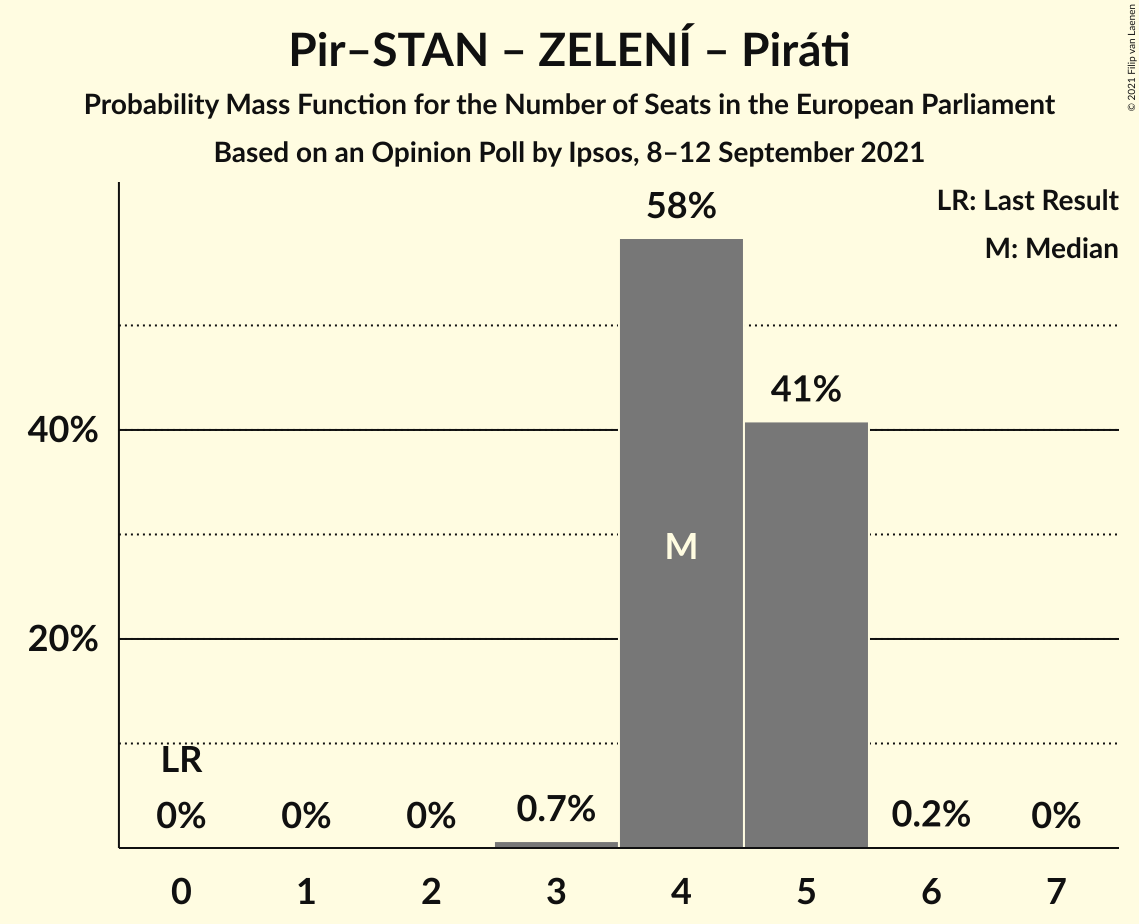 Pir–STAN – ZELENÍ – Piráti
Probability Mass Function for the Number of Seats in the European Parliament
Based on an Opinion Poll by Ipsos, 8–12 September 2021
© 2021 Filip van Laenen
LR: Last Result
M: Median
58%
41%
40%
M
20%
LR
0%
0%
0%
0.7%
0.2%
0%
0
1
2
3
4
5
6
7